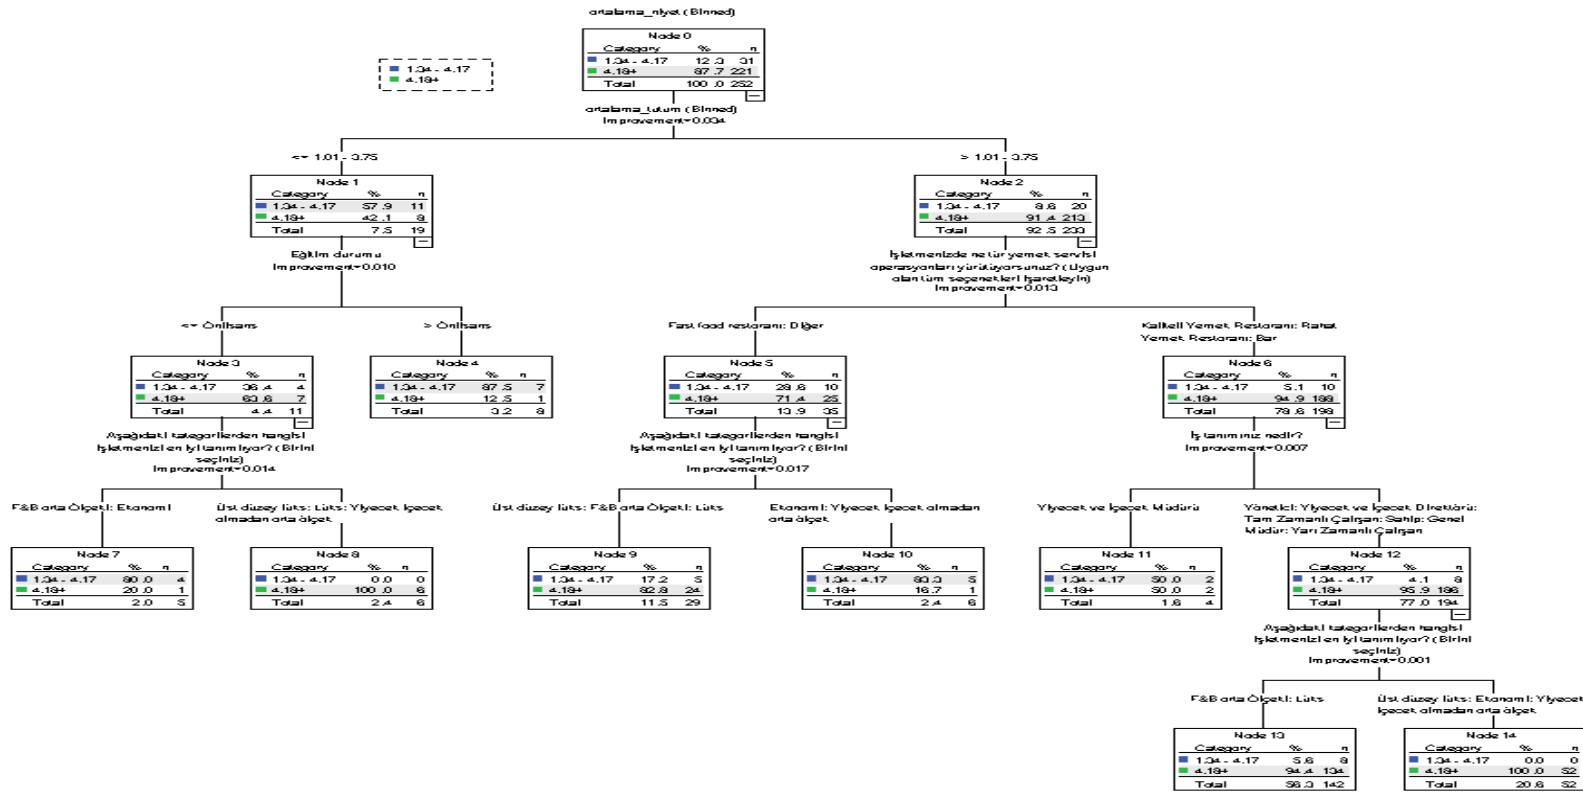 ortalama_niyet (Binned)
Node 0
Category % n
1.34 - 4.17 12.3 31
4.18+ 87.7 221
Total 100.0 252
1.34 - 4.17
4.18+
ortalama_tutum (Binned)
Improvement=0.034
<= 1.01 - 3.75
> 1.01 - 3.75
Node 1
Category % n
1.34 - 4.17 57.9 11
4.18+ 42.1 8
Total 7.5 19
Node 2
Category % n
1.34 - 4.17 8.6 20
4.18+ 91.4 213
Total 92.5 233
Eğitim durumu
Improvement=0.010
İşletmenizde ne tür yemek servisi
operasyonları yürütüyorsunuz? (Uygun
olan tüm seçenekleri işaretleyin)
Improvement=0.013
<= Önlisans
> Önlisans
Fast food restoranı; Diğer
Kaliteli Yemek Restoranı; Rahat
Yemek Restoranı; Bar
Node 3
Category % n
1.34 - 4.17 36.4 4
4.18+ 63.6 7
Total 4.4 11
Node 4
Category % n
1.34 - 4.17 87.5 7
4.18+ 12.5 1
Total 3.2 8
Node 5
Category % n
1.34 - 4.17 28.6 10
4.18+ 71.4 25
Total 13.9 35
Node 6
Category % n
1.34 - 4.17 5.1 10
4.18+ 94.9 188
Total 78.6 198
Aşağıdaki kategorilerden hangisi
işletmenizi en iyi tanımlıyor? (Birini
seçiniz)
Improvement=0.014
Aşağıdaki kategorilerden hangisi
işletmenizi en iyi tanımlıyor? (Birini
seçiniz)
Improvement=0.017
İş tanımınız nedir?
Improvement=0.007
F&B orta Ölçekli; Ekonomi
Üst düzey lüks; Lüks; Yiyecek içecek
olmadan orta ölçek
Üst düzey lüks; F&B orta Ölçekli; Lüks
Ekonomi; Yiyecek içecek olmadan
orta ölçek
Yiyecek ve İçecek Müdürü
Yönetici; Yiyecek ve İçecek Direktörü;
Tam Zamanlı Çalışan; Sahip; Genel
Müdür; Yarı Zamanlı Çalışan
Node 7
Category % n
1.34 - 4.17 80.0 4
4.18+ 20.0 1
Total 2.0 5
Node 8
Category % n
1.34 - 4.17 0.0 0
4.18+ 100.0 6
Total 2.4 6
Node 9
Category % n
1.34 - 4.17 17.2 5
4.18+ 82.8 24
Total 11.5 29
Node 10
Category % n
1.34 - 4.17 83.3 5
4.18+ 16.7 1
Total 2.4 6
Node 11
Category % n
1.34 - 4.17 50.0 2
4.18+ 50.0 2
Total 1.6 4
Node 12
Category % n
1.34 - 4.17 4.1 8
4.18+ 95.9 186
Total 77.0 194
Aşağıdaki kategorilerden hangisi
işletmenizi en iyi tanımlıyor? (Birini
seçiniz)
Improvement=0.001
F&B orta Ölçekli; Lüks
Üst düzey lüks; Ekonomi; Yiyecek
içecek olmadan orta ölçek
Node 13
Category % n
1.34 - 4.17 5.6 8
4.18+ 94.4 134
Total 56.3 142
Node 14
Category % n
1.34 - 4.17 0.0 0
4.18+ 100.0 52
Total 20.6 52